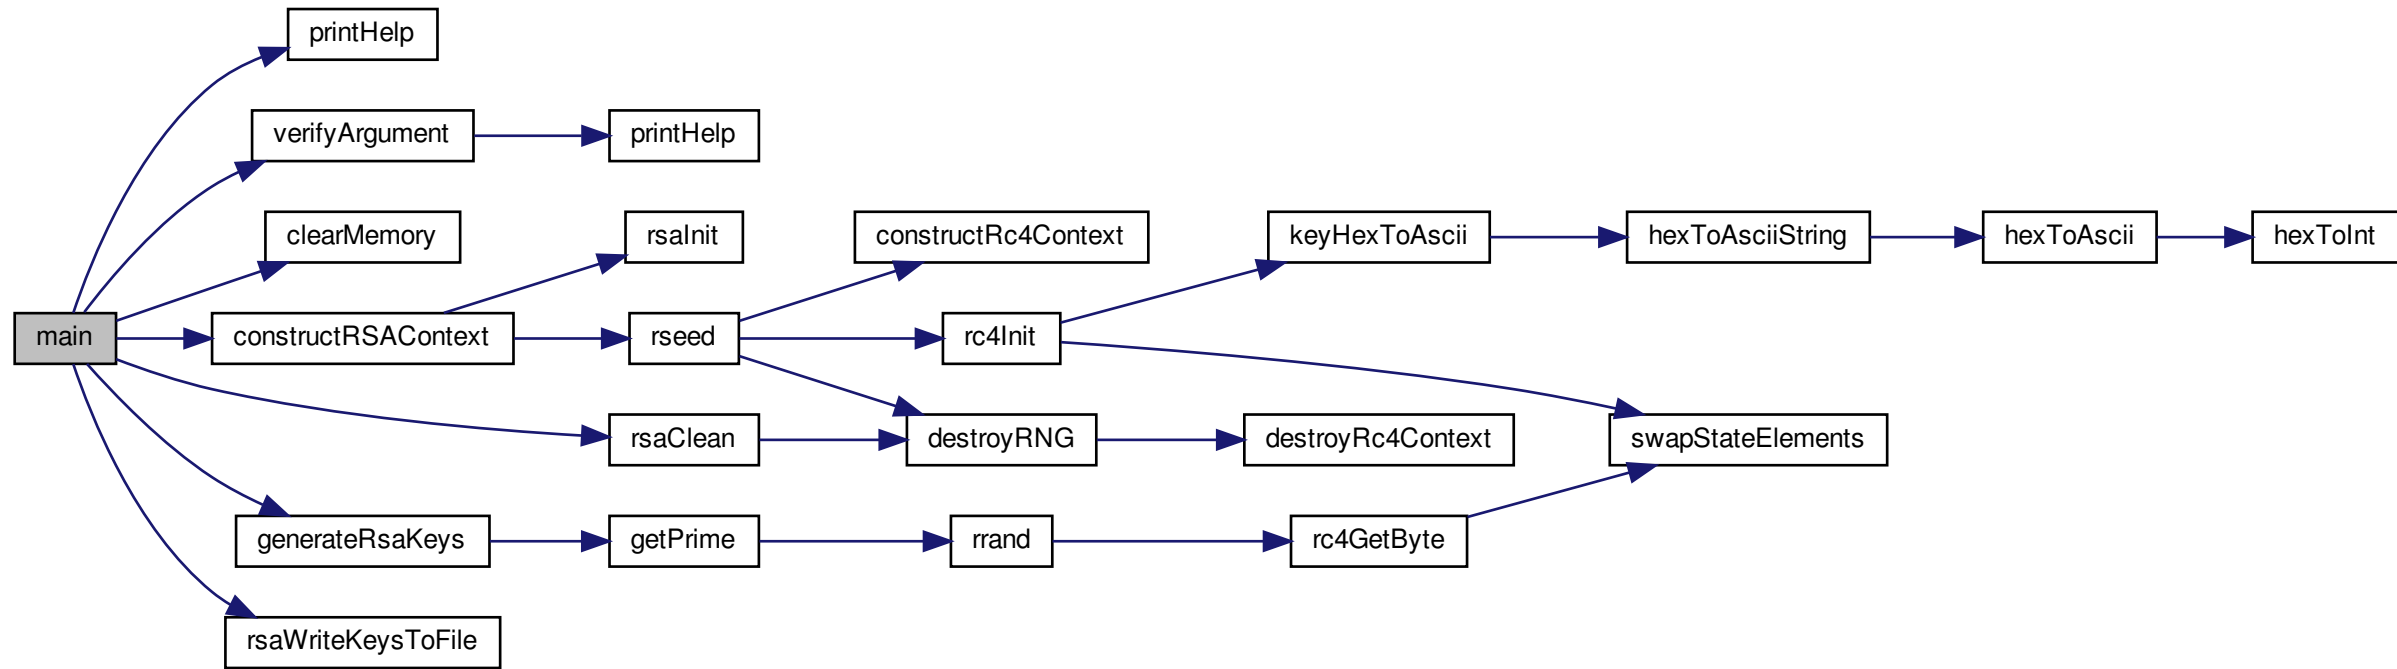 printHelp
verifyArgument
printHelp
clearMemory
rsaInit
constructRc4Context
keyHexToAscii
hexToAsciiString
hexToAscii
hexToInt
main
constructRSAContext
rseed
rc4Init
rsaClean
destroyRNG
destroyRc4Context
swapStateElements
generateRsaKeys
getPrime
rrand
rc4GetByte
rsaWriteKeysToFile